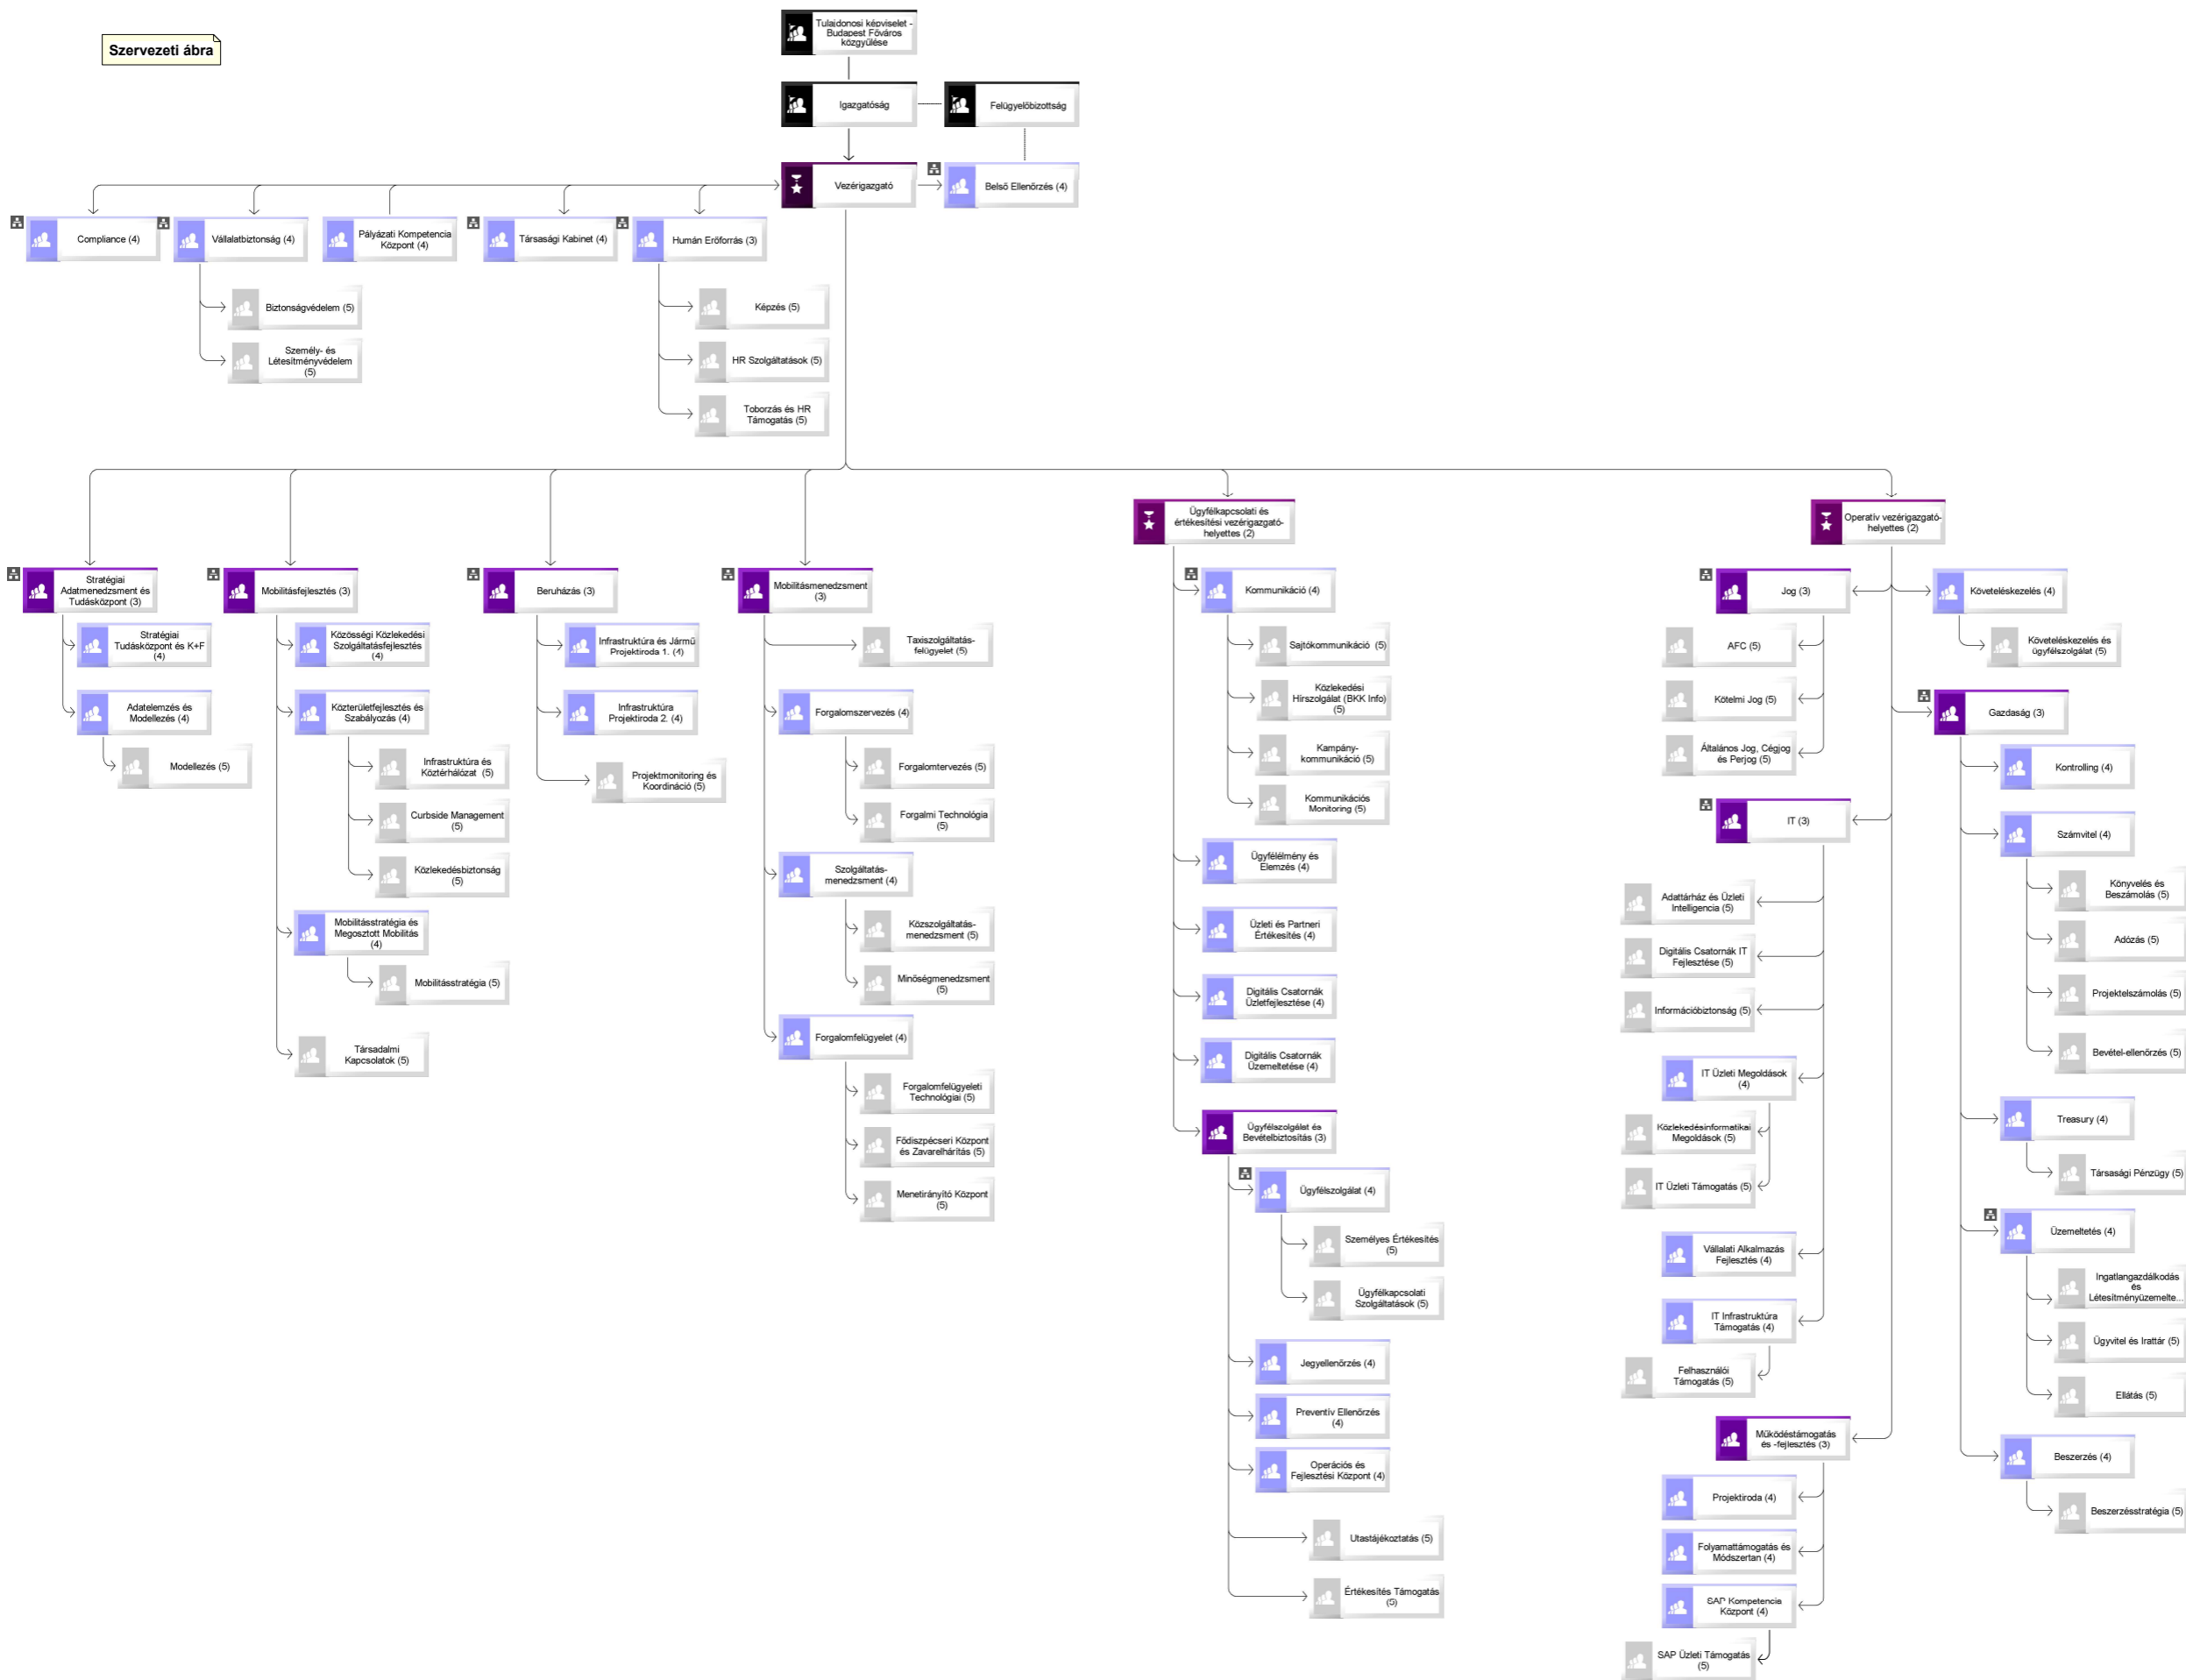 Szervezeti ábra
Tulajdonosi képviselet -
Budapest Főváros
közgyűlése
Igazgatóság
Felügyelőbizottság
Vezérigazgató
Belső Ellenőrzés (4)
Compliance (4)
Vállalatbiztonság (4)
Pályázati Kompetencia
Központ (4)
Társasági Kabinet (4)
Humán Erőforrás (3)
Biztonságvédelem (5)
Személy- és
Létesítményvédelem
(5)
Képzés (5)
HR Szolgáltatások (5)
Toborzás és HR
Támogatás (5)
Stratégiai
Adatmenedzsment és
Tudásközpont (3)
Stratégiai
Tudásközpont és K+F
(4)
Adatelemzés és
Modellezés (4)
Modellezés (5)
Mobilitásfejlesztés (3)
Közösségi Közlekedési
Szolgáltatásfejlesztés
(4)
Közterületfejlesztés és
Szabályozás (4)
Infrastruktúra és
Köztérhálózat (5)
Curbside Management
(5)
Közlekedésbiztonság
(5)
Mobilitásstratégia és
Megosztott Mobilitás
(4)
Mobilitásstratégia (5)
Társadalmi
Kapcsolatok (5)
Beruházás (3)
Infrastruktúra és Jármű
Projektiroda 1. (4)
Infrastruktúra
Projektiroda 2. (4)
Projektmonitoring és
Koordináció (5)
Mobilitásmenedzsment
(3)
Taxiszolgáltatás-
felügyelet (5)
Forgalomszervezés (4)
Forgalomtervezés (5)
Forgalmi Technológia
(5)
Szolgáltatás-
menedzsment (4)
Közszolgáltatás-
menedzsment (5)
Minőségmenedzsment
(5)
Forgalomfelügyelet (4)
Forgalomfelügyeleti
Technológiai (5)
Fődiszpécseri Központ
és Zavarelhárítás (5)
Menetirányító Központ
(5)
Ügyfélkapcsolati és
értékesítési vezérigazgató-
helyettes (2)
Kommunikáció (4)
Sajtókommunikáció (5)
Közlekedési
Hírszolgálat (BKK Info)
(5)
Kampány-
kommunikáció (5)
Kommunikációs
Monitoring (5)
Ügyfélélmény és
Elemzés (4)
Üzleti és Partneri
Értékesítés (4)
Digitális Csatornák
Üzletfejlesztése (4)
Digitális Csatornák
Üzemeltetése (4)
Ügyfélszolgálat és
Bevételbiztosítás (3)
Ügyfélszolgálat (4)
Személyes Értékesítés
(5)
Ügyfélkapcsolati
Szolgáltatások (5)
Jegyellenőrzés (4)
Preventív Ellenőrzés
(4)
Operációs és
Fejlesztési Központ (4)
Utastájékoztatás (5)
Értékesítés Támogatás
(5)
Operatív vezérigazgató-
helyettes (2)
Jog (3)
AFC (5)
Kötelmi Jog (5)
Általános Jog, Cégjog
és Perjog (5)
IT (3)
Adattárház és Üzleti
Intelligencia (5)
Digitális Csatornák IT
Fejlesztése (5)
Információbiztonság (5)
IT Üzleti Megoldások
(4)
Közlekedésinformatikai
Megoldások (5)
IT Üzleti Támogatás (5)
Vállalati Alkalmazás
Fejlesztés (4)
IT Infrastruktúra
Támogatás (4)
Felhasználói
Támogatás (5)
Működéstámogatás
és -fejlesztés (3)
Projektiroda (4)
Folyamattámogatás és
Módszertan (4)
SAP Kompetencia
Központ (4)
SAP Üzleti Támogatás
(5)
Követeléskezelés (4)
Követeléskezelés és
ügyfélszolgálat (5)
Gazdaság (3)
Kontrolling (4)
Számvitel (4)
Könyvelés és
Beszámolás (5)
Adózás (5)
Projektelszámolás (5)
Bevétel-ellenőrzés (5)
Treasury (4)
Társasági Pénzügy (5)
Üzemeltetés (4)
Ingatlangazdálkodás
és
Létesítményüzemelte...
Ügyvitel és Irattár (5)
Ellátás (5)
Beszerzés (4)
Beszerzésstratégia (5)